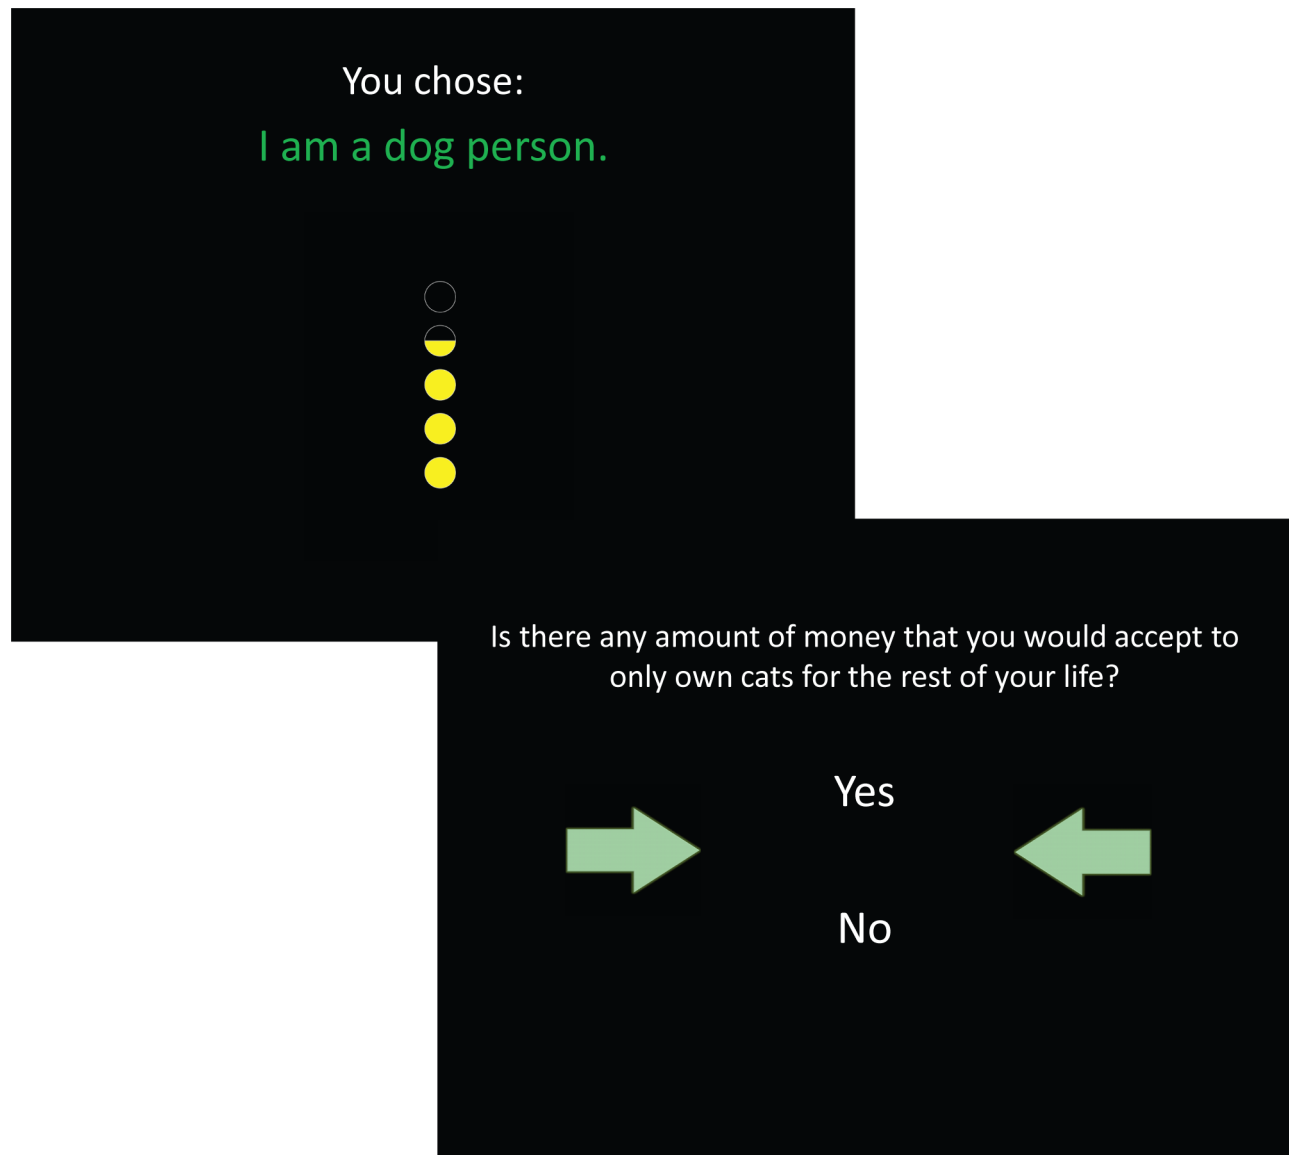 You chose:
I am a dog person.
Is there any amount of money that you would accept to
only own cats for the rest of your life?
Yes
No